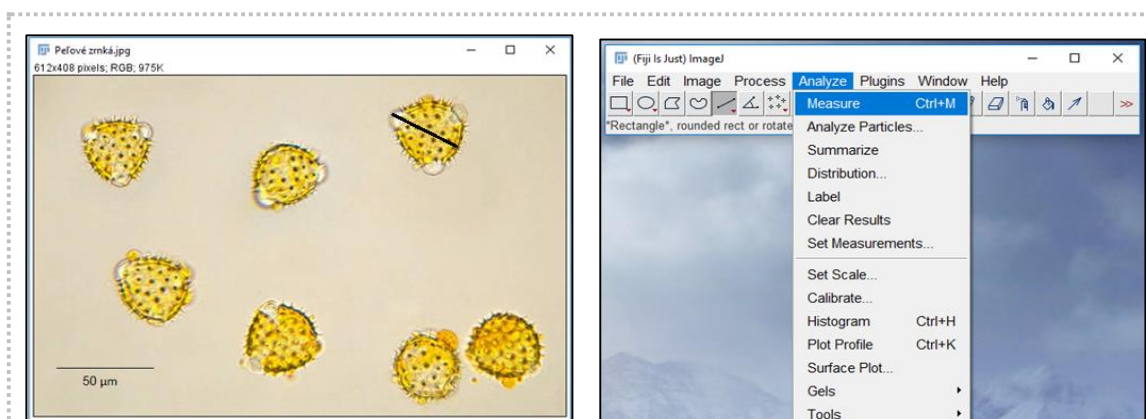 Peľové zrnká.jpg
612x408 pixels; RGB; 975K
50 µm
(Fiji Is Just) ImageJ
File Edit Image Process Analyze Plugins Window Help
*Rectangle*, rounded rect or rotate
Measure Ctrl+M
Analyze Particles...
Summarize
Distribution...
Label
Clear Results
Set Measurements...
Set Scale...
Calibrate...
Histogram Ctrl+H
Plot Profile Ctrl+K
Surface Plot...
Gels
Tools